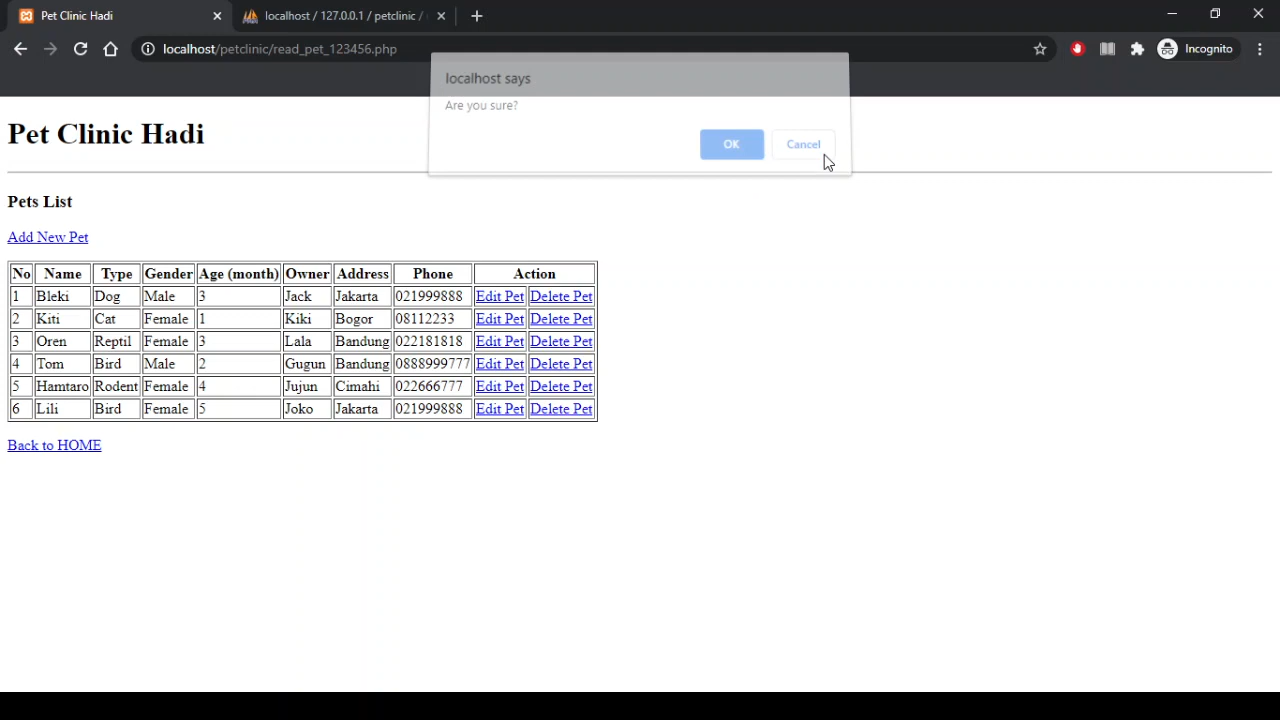 Pet Clinic Hadi
localhost / 127.0.0.1 / petclinic /
localhost/petclinic/read_pet_123456.php
Incognito
localhost says
Are you sure?
OK Cancel
Pet Clinic Hadi
Pets List
Add New Pet
No Name Type Gender Age (month) Owner Address Phone Action
1 Bleki Dog Male 3 Jack Jakarta 021999888 Edit Pet Delete Pet
2 Kiti Cat Female 1 Kiki Bogor 08112233 Edit Pet Delete Pet
3 Oren Reptil Female 3 Lala Bandung 022181818 Edit Pet Delete Pet
4 Tom Bird Male 2 Gugun Bandung 0888999777 Edit Pet Delete Pet
5 Hamtaro Rodent Female 4 Jujun Cimahi 022666777 Edit Pet Delete Pet
6 Lili Bird Female 5 Joko Jakarta 021999888 Edit Pet Delete Pet
Back to HOME